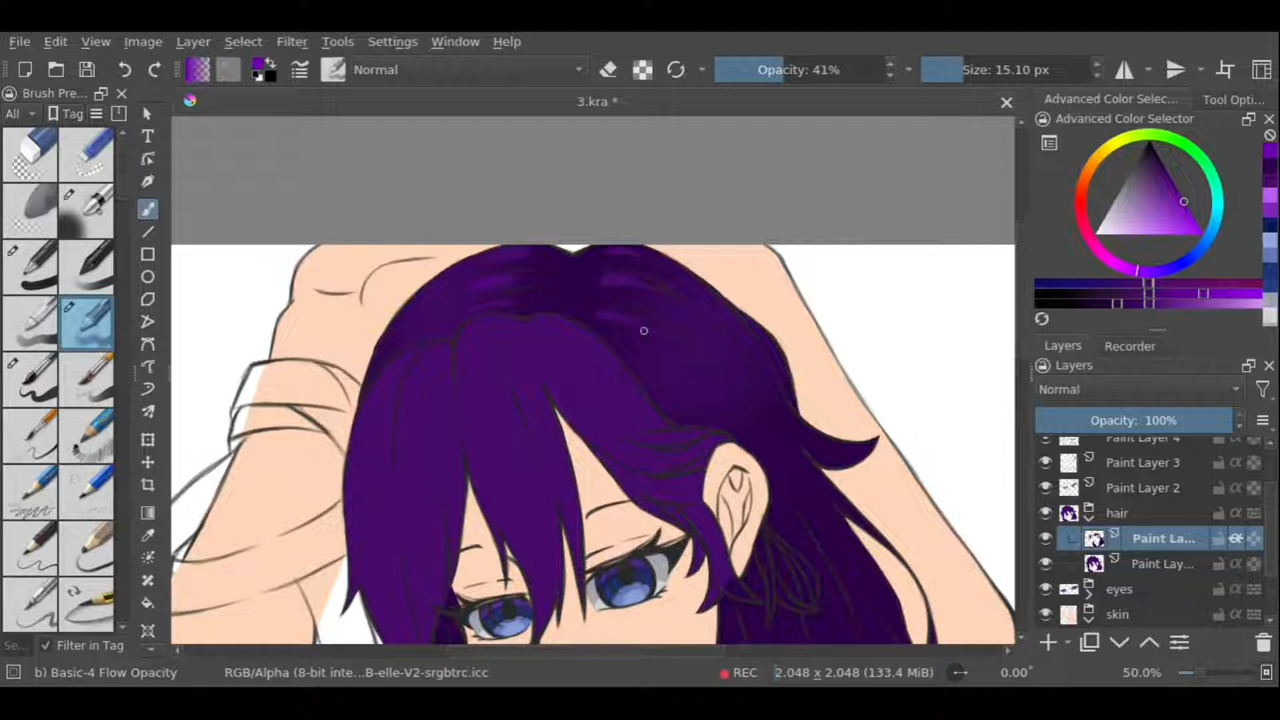 File Edit View Image Layer Select Filter Tools Settings Window Help
Normal Opacity: 41% Size: 15.10 px
Brush Pre...
All Tag
3.kra *
Advanced Color Selec... Tool Opti...
Advanced Color Selector
Layers Recorder
Layers
Normal
Opacity: 100%
Paint Layer 4
Paint Layer 3
Paint Layer 2
hair
Paint La...
Paint Lay...
eyes
skin
Se... Filter in Tag
b) Basic-4 Flow Opacity RGB/Alpha (8-bit inte...B-elle-V2-srgbtrc.icc REC 2.048 x 2.048 (133.4 MiB) 0.00° 50.0%